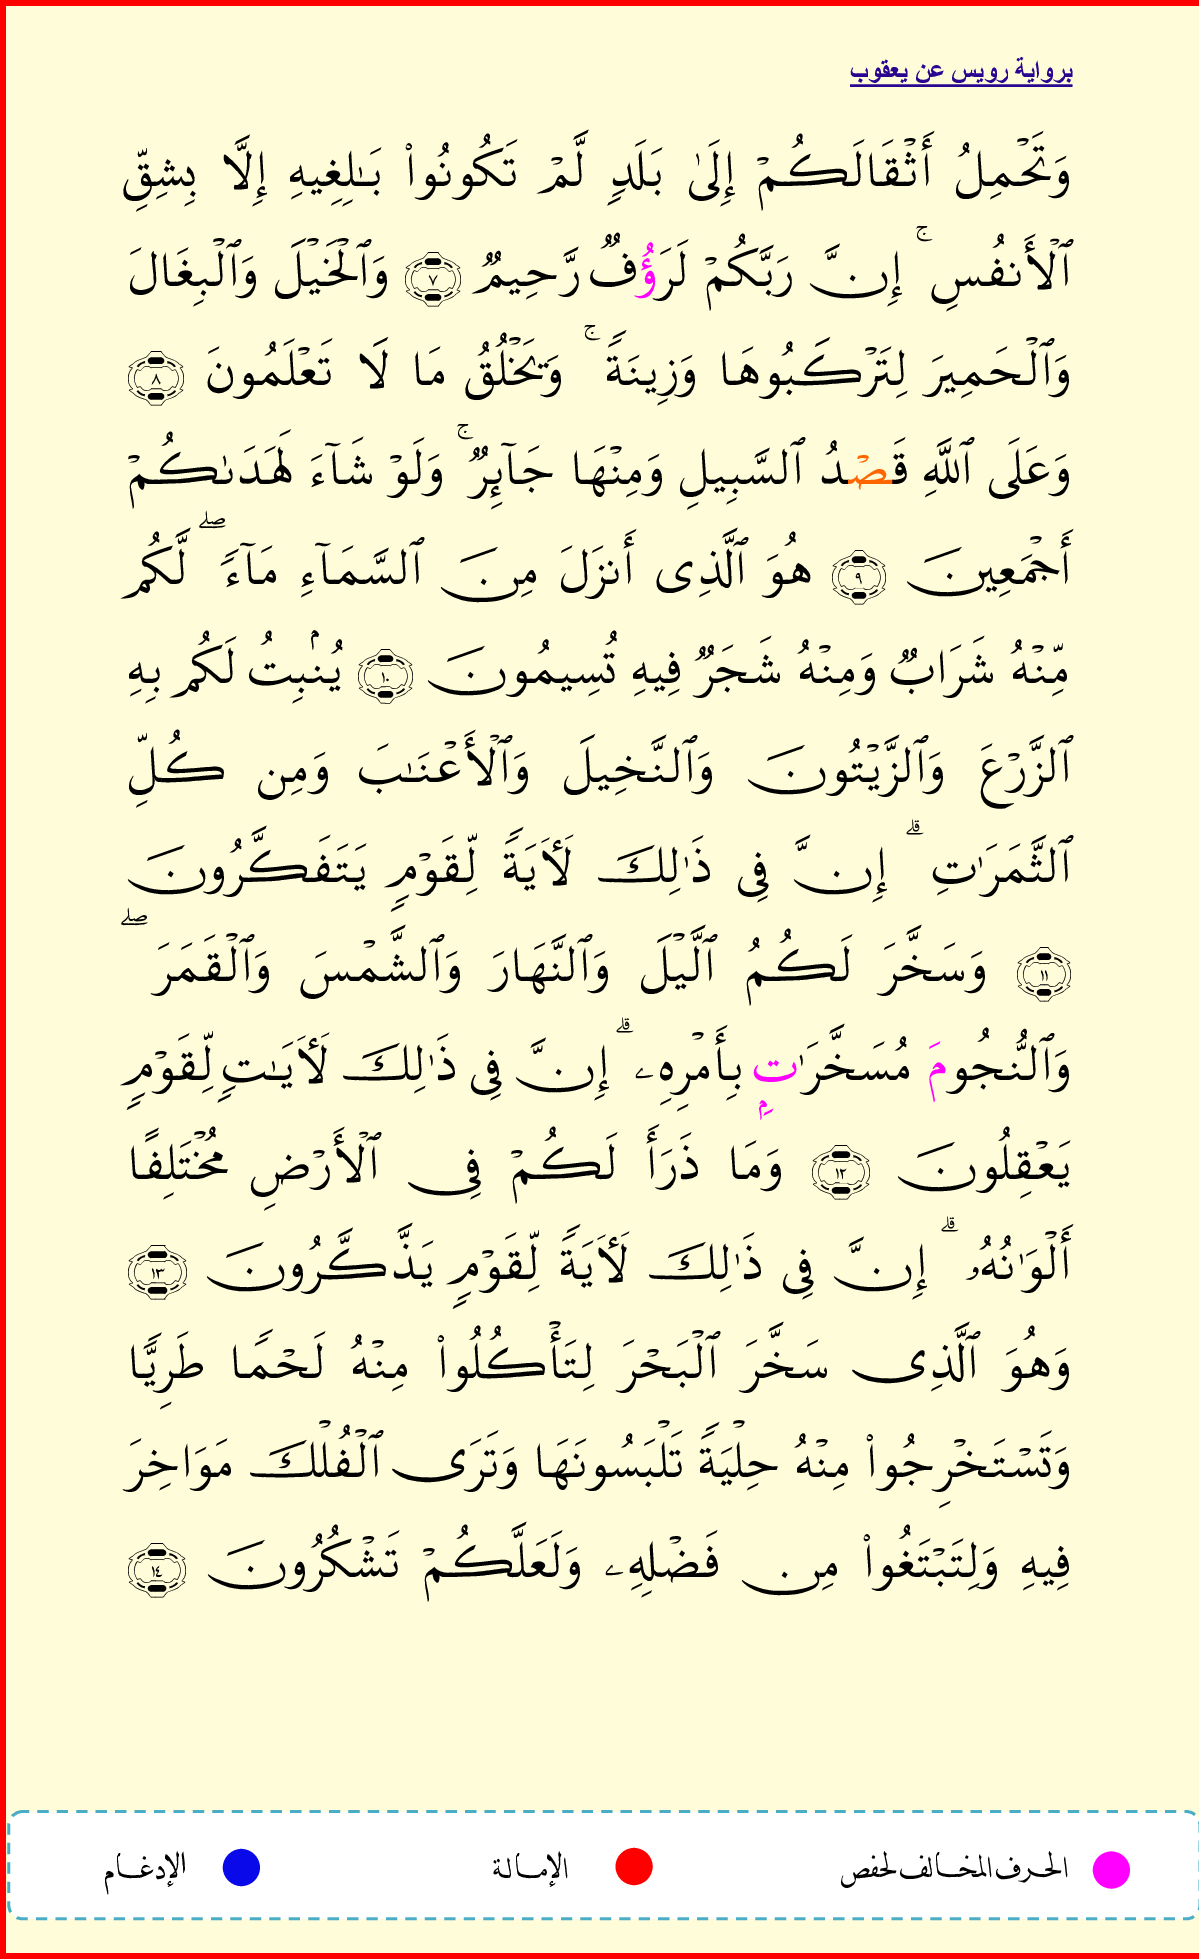 برواية رويس عن يعقوب
وَتَحۡمِلُ أَثۡقَالَكُمۡ إِلَىٰ بَلَدٖ لَّمۡ تَكُونُواْ بَٰلِغِيهِ إِلَّا بِشِقِّ
ٱلۡأَنفُسِۚ إِنَّ رَبَّكُمۡ لَرَؤُفٞ رَّحِيمٞ ٧ وَٱلۡخَيۡلَ وَٱلۡبِغَالَ
وَٱلۡحَمِيرَ لِتَرۡكَبُوهَا وَزِينَةٗۚ وَيَخۡلُقُ مَا لَا تَعۡلَمُونَ ٨
وَعَلَى ٱللَّهِ قَصۡدُ ٱلسَّبِيلِ وَمِنۡهَا جَآئِرٞۚ وَلَوۡ شَآءَ لَهَدَىٰكُمۡ
أَجۡمَعِينَ ٩ هُوَ ٱلَّذِي أَنزَلَ مِنَ ٱلسَّمَآءِ مَآءٗۖ لَّكُم
مِّنۡهُ شَرَابٞ وَمِنۡهُ شَجَرٞ فِيهِ تُسِيمُونَ ١٠ يُنۢبِتُ لَكُم بِهِ
ٱلزَّرۡعَ وَٱلزَّيۡتُونَ وَٱلنَّخِيلَ وَٱلۡأَعۡنَٰبَ وَمِن كُلِّ
ٱلثَّمَرَٰتِۗ إِنَّ فِي ذَٰلِكَ لَأٓيَةٗ لِّقَوۡمٖ يَتَفَكَّرُونَ
١١ وَسَخَّرَ لَكُمُ ٱلَّيۡلَ وَٱلنَّهَارَ وَٱلشَّمۡسَ وَٱلۡقَمَرَۖ
وَٱلنُّجُومَ مُسَخَّرَٰتِۭ بِأَمۡرِهِۦۗ إِنَّ فِي ذَٰلِكَ لَأٓيَٰتٖ لِّقَوۡمٖ
يَعۡقِلُونَ ١٢ وَمَا ذَرَأَ لَكُمۡ فِي ٱلۡأَرۡضِ مُخۡتَلِفًا
أَلۡوَٰنُهُۥۗ إِنَّ فِي ذَٰلِكَ لَأٓيَةٗ لِّقَوۡمٖ يَذَّكَّرُونَ ١٣
وَهُوَ ٱلَّذِي سَخَّرَ ٱلۡبَحۡرَ لِتَأۡكُلُواْ مِنۡهُ لَحۡمٗا طَرِيّٗا
وَتَسۡتَخۡرِجُواْ مِنۡهُ حِلۡيَةٗ تَلۡبَسُونَهَا وَتَرَى ٱلۡفُلۡكَ مَوَاخِرَ
فِيهِ وَلِتَبۡتَغُواْ مِن فَضۡلِهِۦ وَلَعَلَّكُمۡ تَشۡكُرُونَ ١٤
الحرف المخالف لحفص الإمالة الإدغام